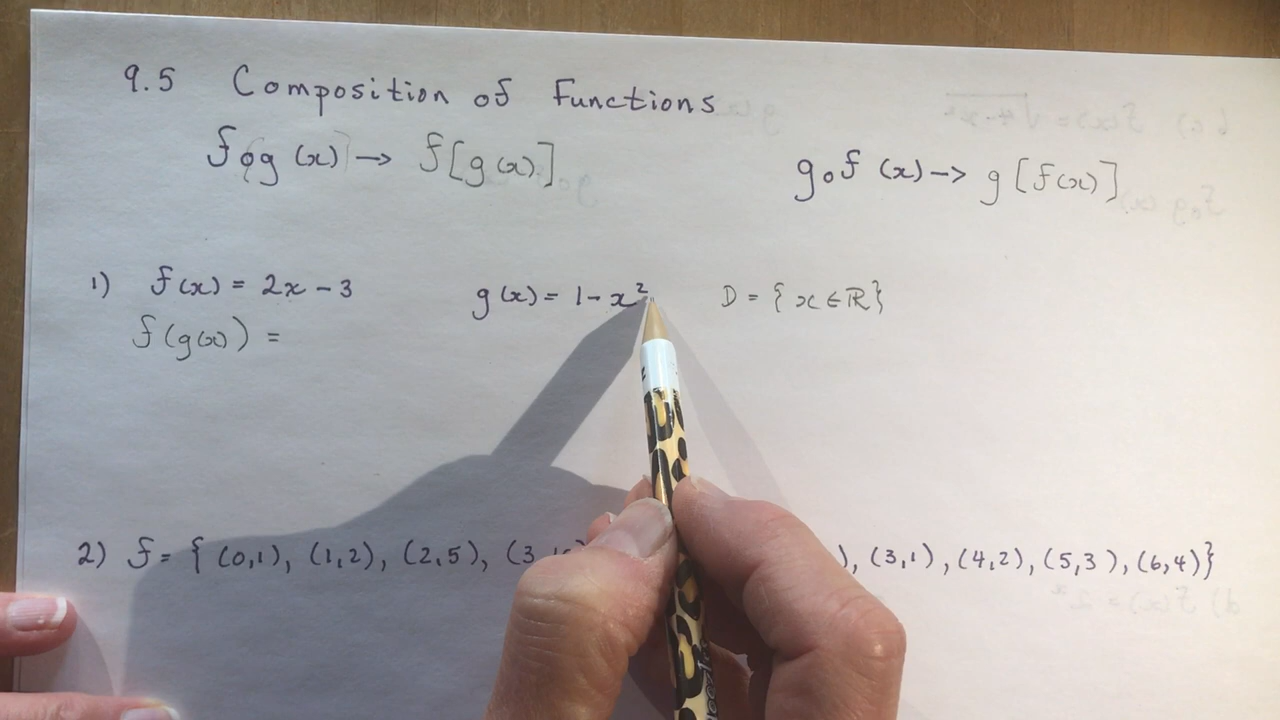 9.5 Composition of Functions
f∘g (x) → f[g(x)] g∘f (x) → g[f(x)]
1) f(x) = 2x - 3 g(x) = 1 - x² D = { x ∈ ℝ}
f(g(x)) =
2) f = { (0,1), (1,2), (2,5), (3, ), (3,1), (4,2), (5,3), (6,4)}